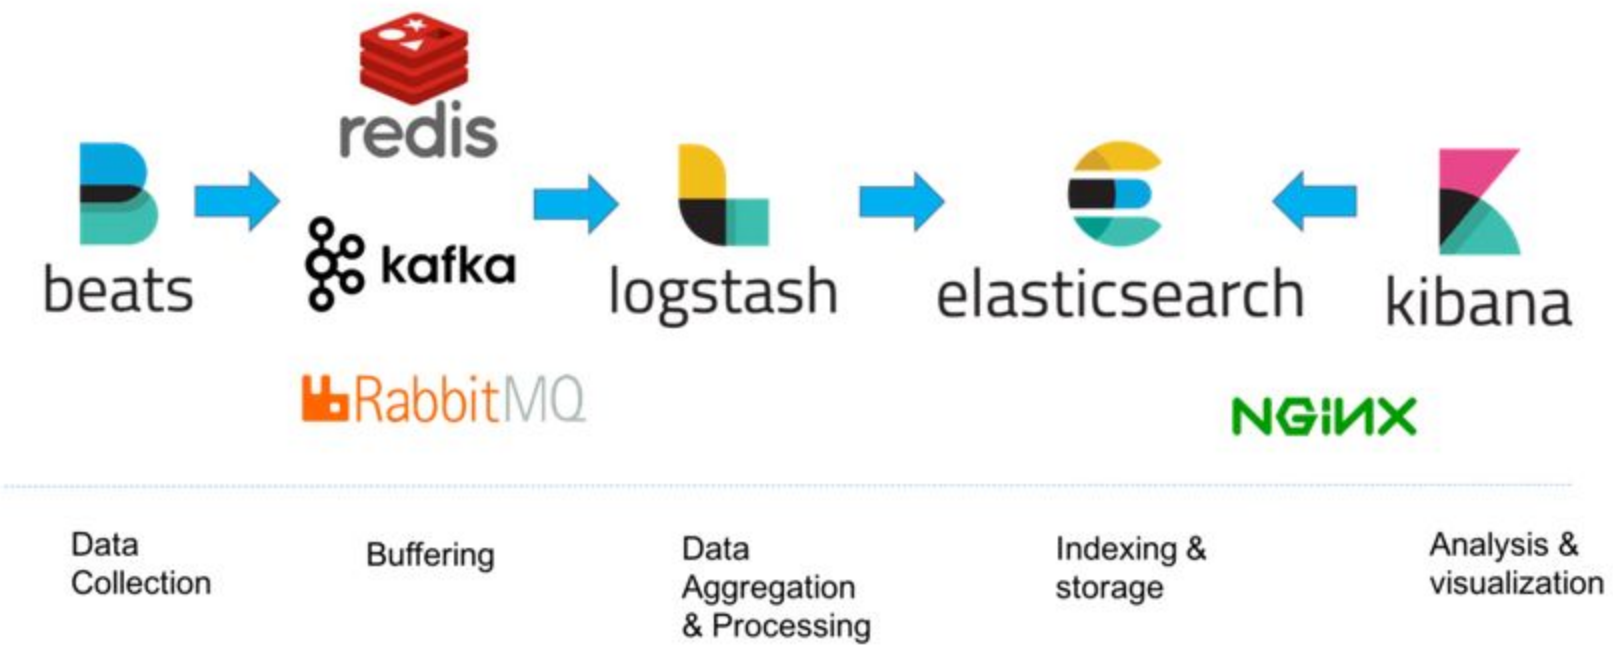 redis
beats
kafka
logstash
elasticsearch
kibana
RabbitMQ
NGiNX
Data
Collection
Buffering
Data
Aggregation
& Processing
Indexing &
storage
Analysis &
visualization